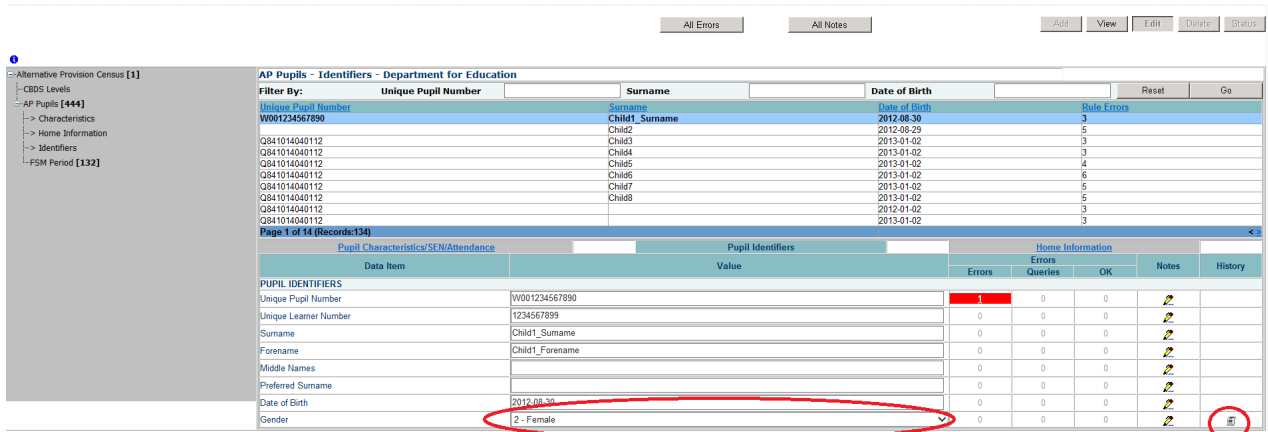 All Errors All Notes Add View Edit Delete Status
Alternative Provision Census [1]
CBDS Levels
AP Pupils [444]
-> Characteristics
-> Home Information
-> Identifiers
FSM Period [132]
AP Pupils - Identifiers - Department for Education
Filter By: Unique Pupil Number Surname Date of Birth Reset Go
Unique Pupil Number Surname Date of Birth Rule Errors
W001234567890 Child1_Surname 2012-08-30 3
Child2 2012-08-29 5
Q841014040112 Child3 2013-01-02 3
Q841014040112 Child4 2013-01-02 3
Q841014040112 Child5 2013-01-02 4
Q841014040112 Child6 2013-01-02 6
Q841014040112 Child7 2013-01-02 5
Q841014040112 Child8 2013-01-02 5
Q841014040112 2012-01-02 3
Q841014040112 2013-01-02 3
Page 1 of 14 (Records:134) < >
Pupil Characteristics/SEN/Attendance Pupil Identifiers Home Information
Data Item Value Errors Notes History
Errors Queries OK
PUPIL IDENTIFIERS
Unique Pupil Number W001234567890 1 0 0
Unique Learner Number 1234567899 0 0 0
Surname Child1_Surname 0 0 0
Forename Child1_Forename 0 0 0
Middle Names 0 0 0
Preferred Surname 0 0 0
Date of Birth 2012-08-30 0 0 0
Gender 2 - Female 0 0 0